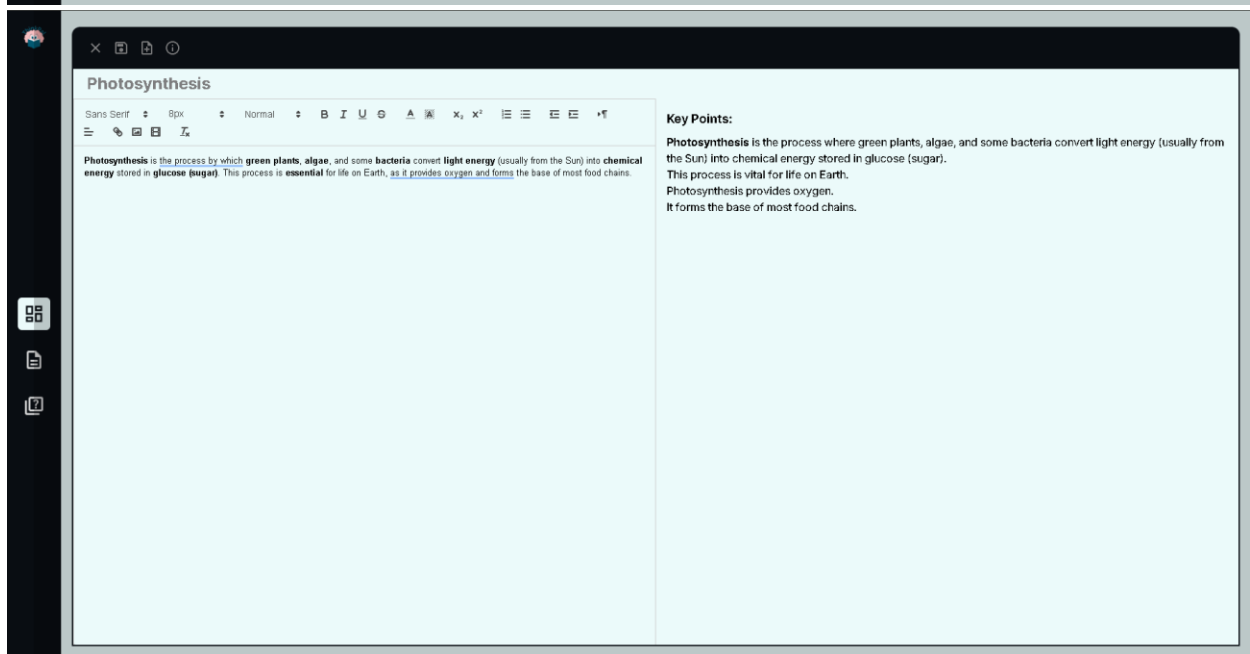 Photosynthesis
Sans Serif 8px Normal B I U S A A X₂ X² ¶
Photosynthesis is the process by which green plants, algae, and some bacteria convert light energy (usually from the Sun) into chemical
energy stored in glucose (sugar). This process is essential for life on Earth, as it provides oxygen and forms the base of most food chains.
Key Points:
Photosynthesis is the process where green plants, algae, and some bacteria convert light energy (usually from
the Sun) into chemical energy stored in glucose (sugar).
This process is vital for life on Earth.
Photosynthesis provides oxygen.
It forms the base of most food chains.